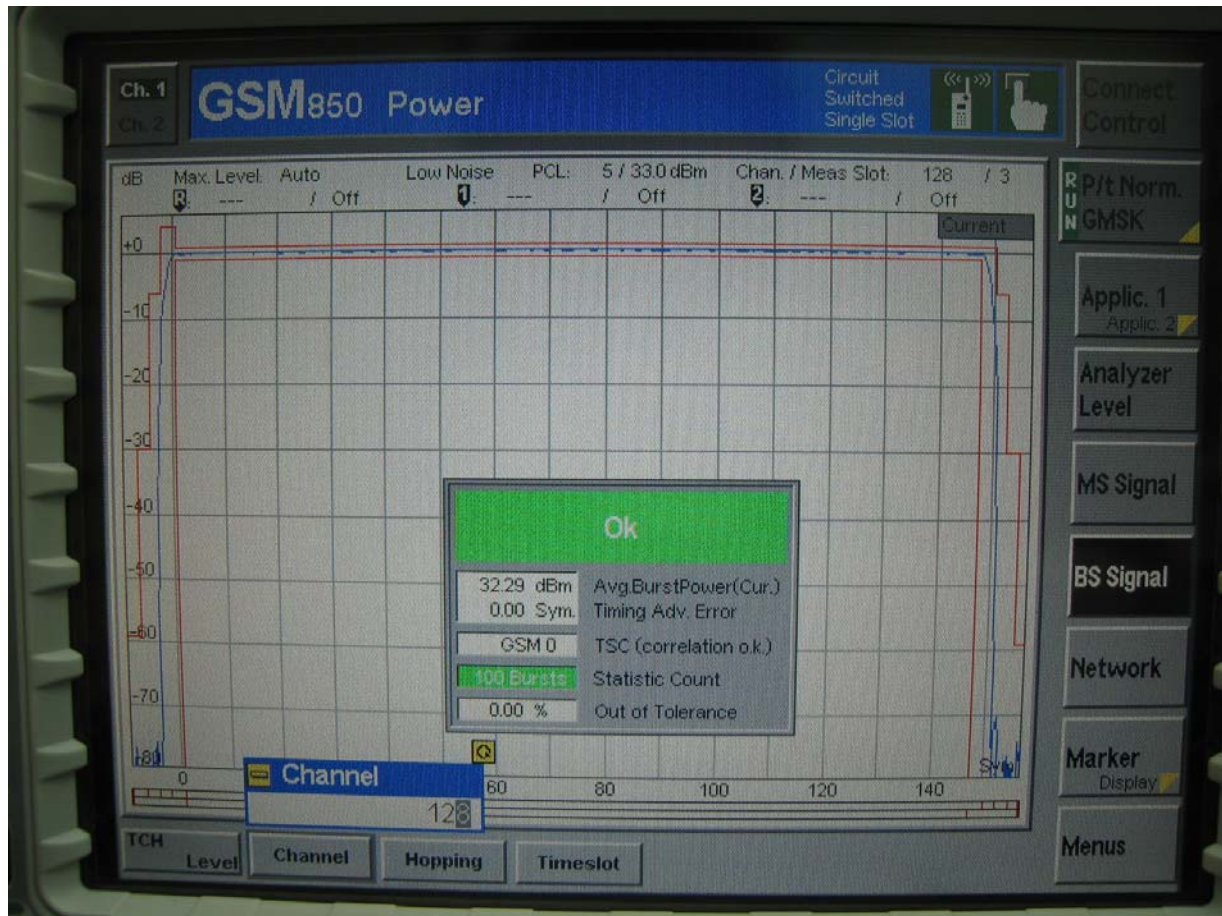 Ch. 1
Ch. 2
GSM850 Power
Circuit
Switched
Single Slot
Connect
Control
dB Max. Level: Auto Low Noise PCL: 5 / 33.0 dBm Chan. / Meas Slot: 128 / 3
R: --- / Off 1: --- / Off 2: --- / Off
Current
RUN
P/t Norm.
GMSK
+0
-10
-20
-30
-40
-50
-60
-70
-80
Applic. 1
Applic. 2
Analyzer
Level
MS Signal
BS Signal
Network
Marker
Display
Menus
Ok
32.29 dBm Avg.BurstPower(Cur.)
0.00 Sym. Timing Adv. Error
GSM 0 TSC (correlation o.k.)
100 Bursts Statistic Count
0.00 % Out of Tolerance
Sym
0 60 80 100 120 140
Channel
128
TCH
Level
Channel
Hopping
Timeslot